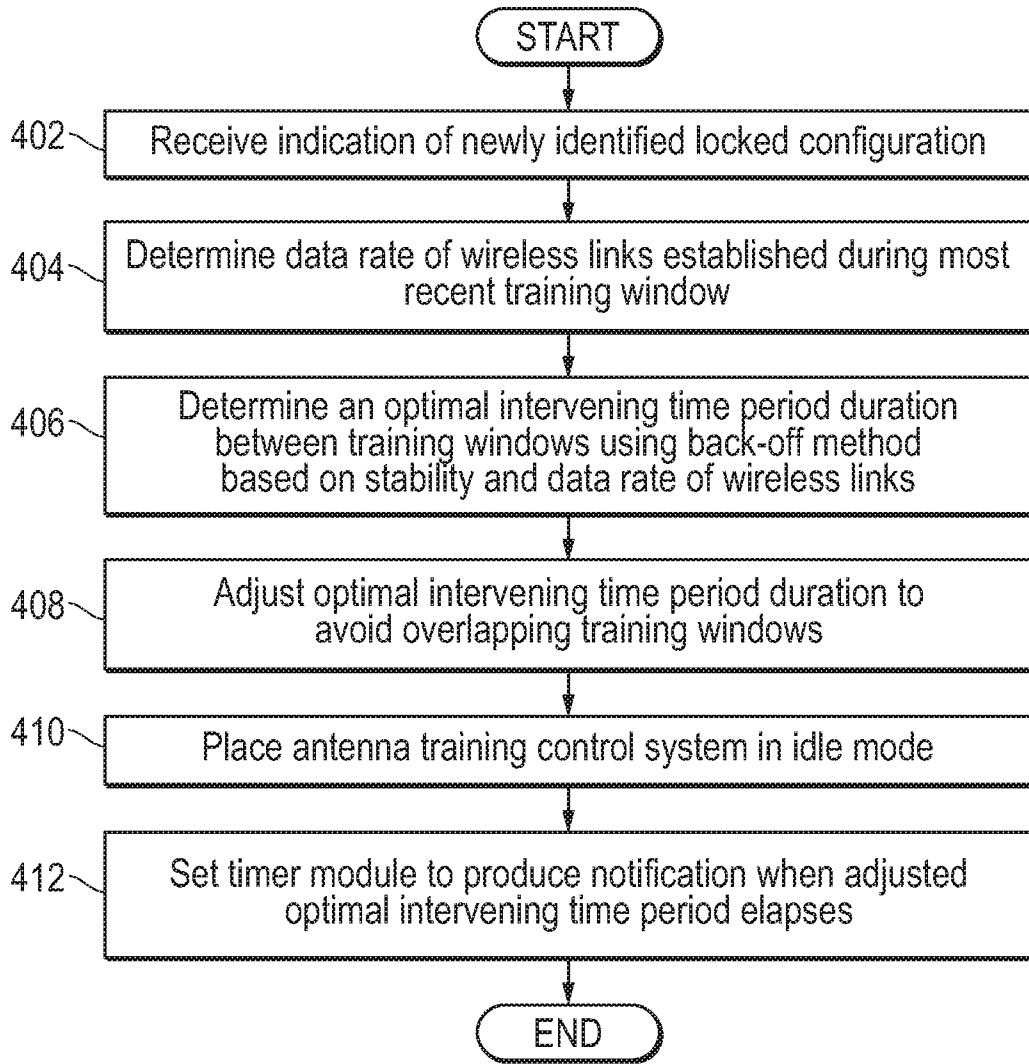 START
402
Receive indication of newly identified locked configuration
404
Determine data rate of wireless links established during most
recent training window
406
Determine an optimal intervening time period duration
between training windows using back-off method
based on stability and data rate of wireless links
408
Adjust optimal intervening time period duration to
avoid overlapping training windows
410
Place antenna training control system in idle mode
412
Set timer module to produce notification when adjusted
optimal intervening time period elapses
END